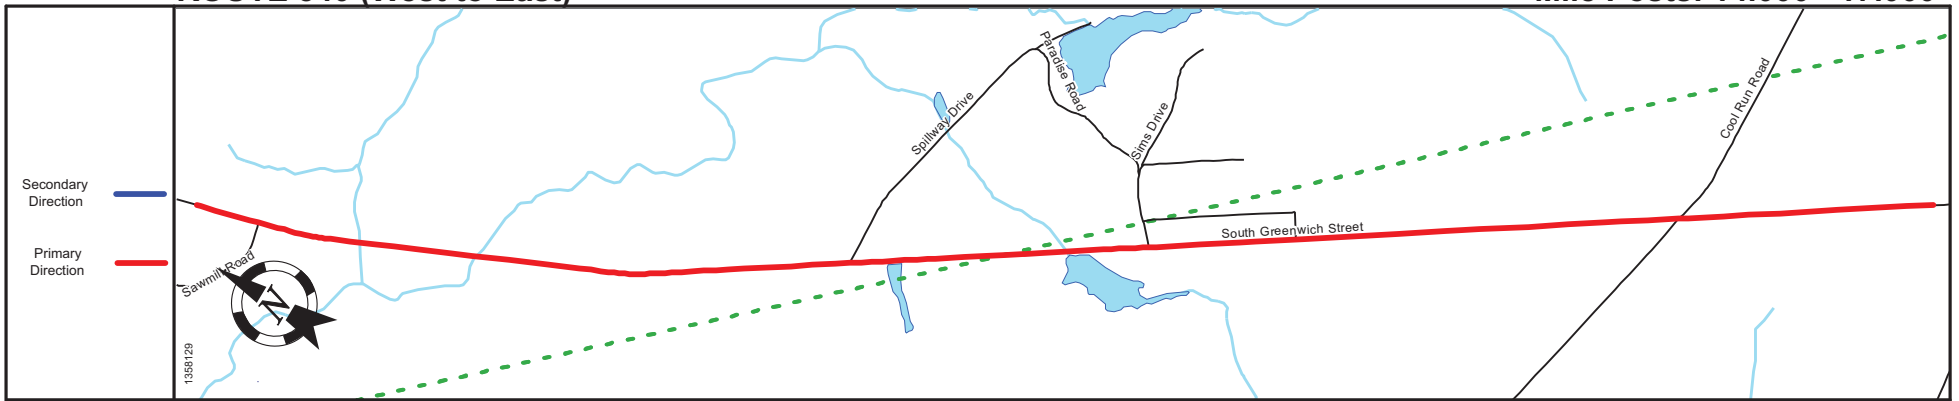 Secondary
Direction
Primary
Direction
Sawmill Road
N
1358129
Spillway Drive
Paradise Road
Sims Drive
South Greenwich Street
Cool Run Road